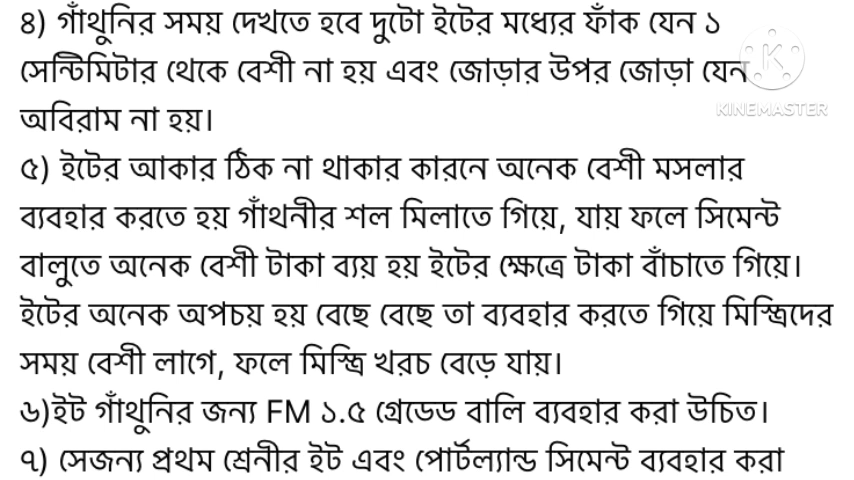 ৪) গাঁথুনির সময় দেখতে হবে দুটো ইটের মধ্যের ফাঁক যেন ১
সেন্টিমিটার থেকে বেশী না হয় এবং জোড়ার উপর জোড়া যেন
অবিরাম না হয়।
৫) ইটের আকার ঠিক না থাকার কারনে অনেক বেশী মসলার
ব্যবহার করতে হয় গাঁথনীর শল মিলাতে গিয়ে, যায় ফলে সিমেন্ট
বালুতে অনেক বেশী টাকা ব্যয় হয় ইটের ক্ষেত্রে টাকা বাঁচাতে গিয়ে।
ইটের অনেক অপচয় হয় বেছে বেছে তা ব্যবহার করতে গিয়ে মিস্ত্রিদের
সময় বেশী লাগে, ফলে মিস্ত্রি খরচ বেড়ে যায়।
৬)ইট গাঁথুনির জন্য FM ১.৫ গ্রেডেড বালি ব্যবহার করা উচিত।
৭) সেজন্য প্রথম শ্রেনীর ইট এবং পোর্টল্যান্ড সিমেন্ট ব্যবহার করা
K
KINEMASTER